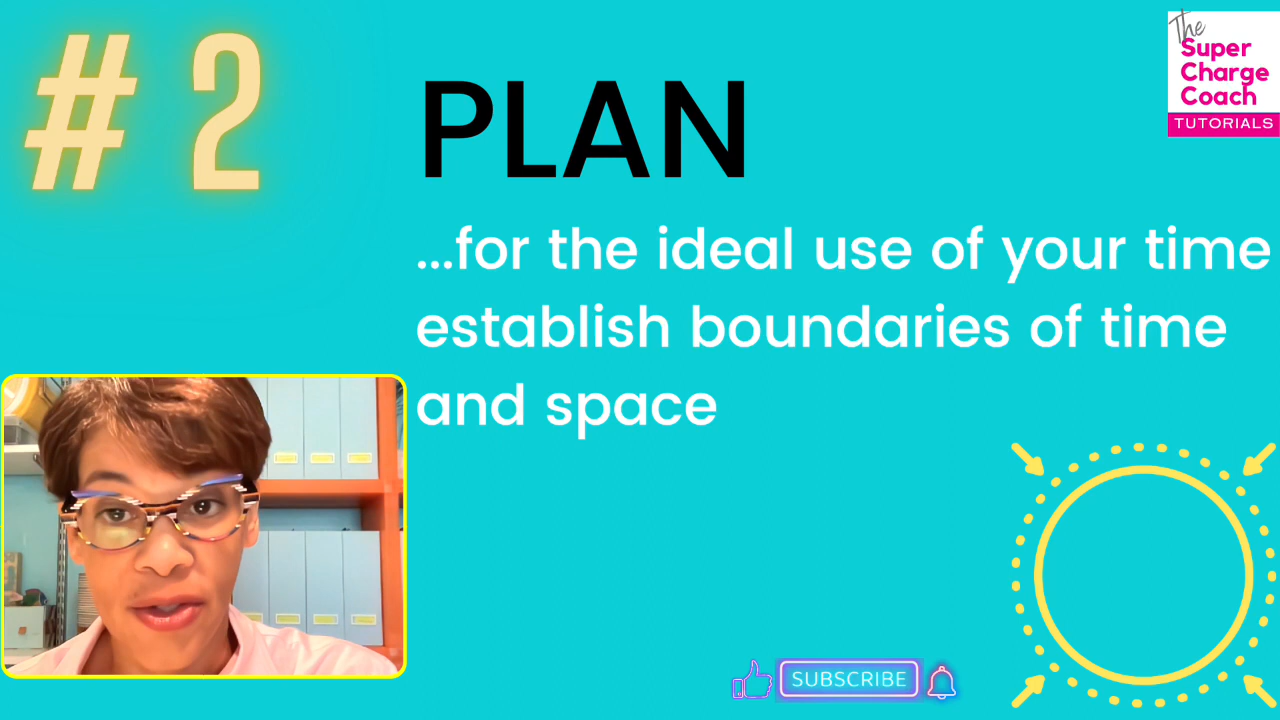 # 2
PLAN
...for the ideal use of your time
establish boundaries of time
and space
The
Super
Charge
Coach
TUTORIALS
SUBSCRIBE